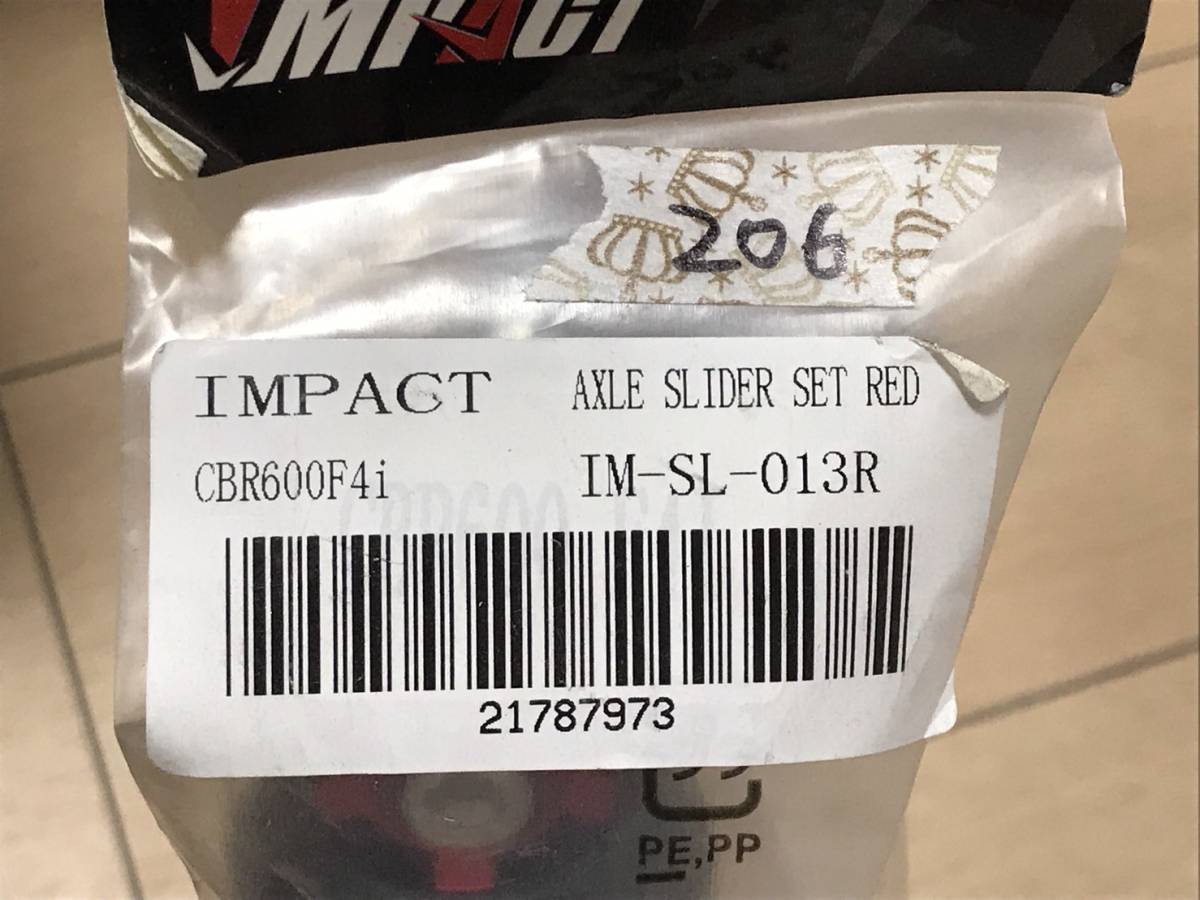 IMPACT
206
IMPACT AXLE SLIDER SET RED
CBR600F4i IM-SL-013R
21787973
PE,PP